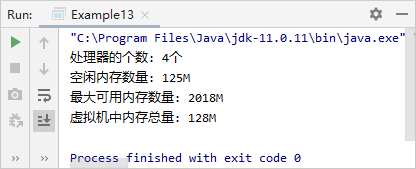 Run: Example13
"C:\Program Files\Java\jdk-11.0.11\bin\java.exe" "
处理器的个数: 4个
空闲内存数量: 125M
最大可用内存数量: 2018M
虚拟机中内存总量: 128M
Process finished with exit code 0